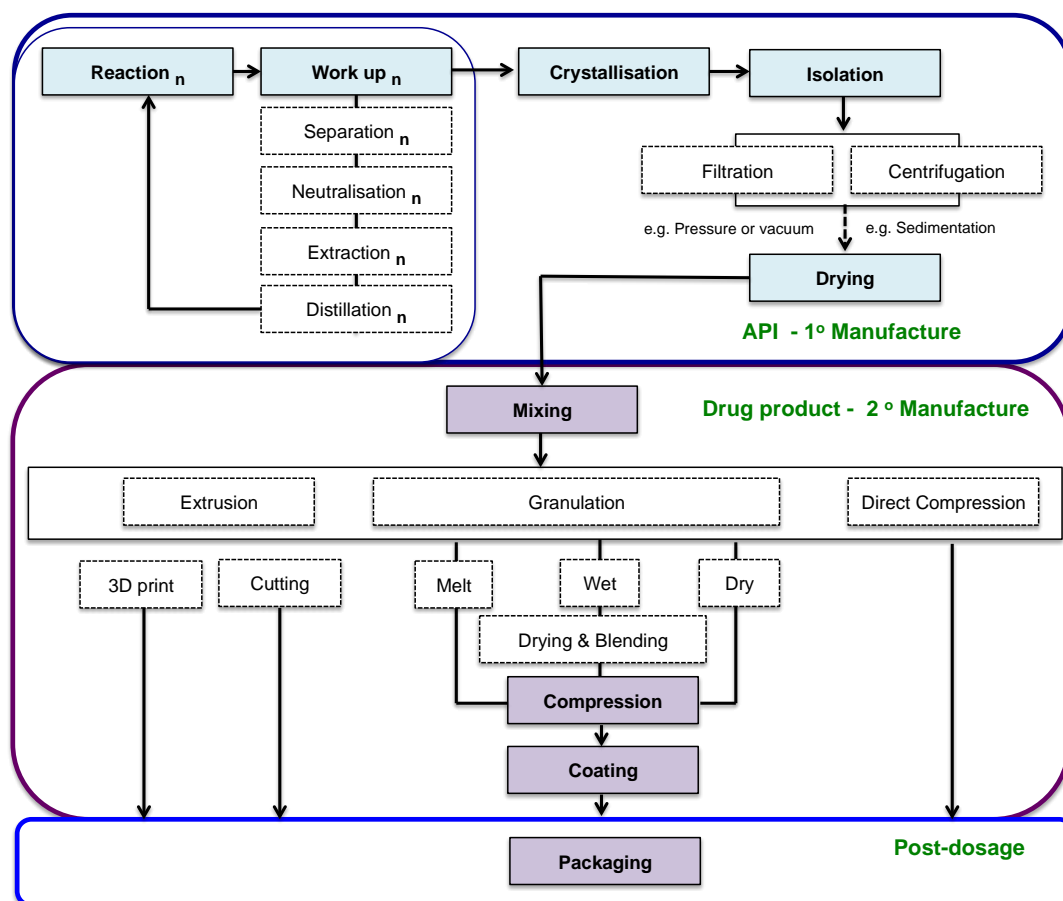 Reaction n
Work up n
Crystallisation
Isolation
Separation n
Neutralisation n
Extraction n
Distillation n
Filtration
Centrifugation
e.g. Pressure or vacuum
e.g. Sedimentation
Drying
API - 1º Manufacture
Mixing
Drug product - 2 º Manufacture
Extrusion
Granulation
Direct Compression
3D print
Cutting
Melt
Wet
Dry
Drying & Blending
Compression
Coating
Post-dosage
Packaging